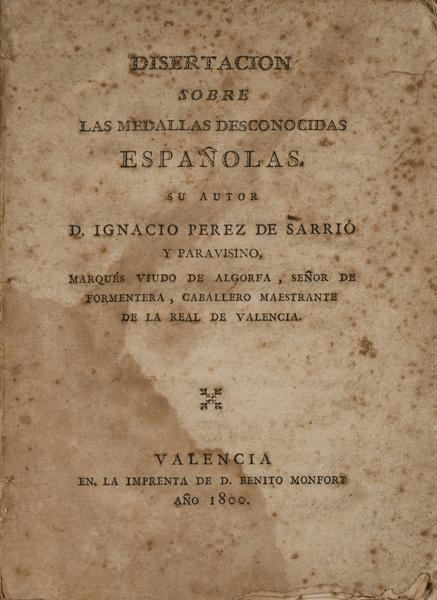 DISERTACION
SOBRE
LAS MEDALLAS DESCONOCIDAS
ESPAÑOLAS.
SU AUTOR
D. IGNACIO PEREZ DE SARRIÓ
Y PARAVISINO,
MARQUÉS VIUDO DE ALGORFA , SEÑOR DE
FORMENTERA , CABALLERO MAESTRANTE
DE LA REAL DE VALENCIA.
VALENCIA
EN LA IMPRENTA DE D. BENITO MONFORT
AÑO 1800.